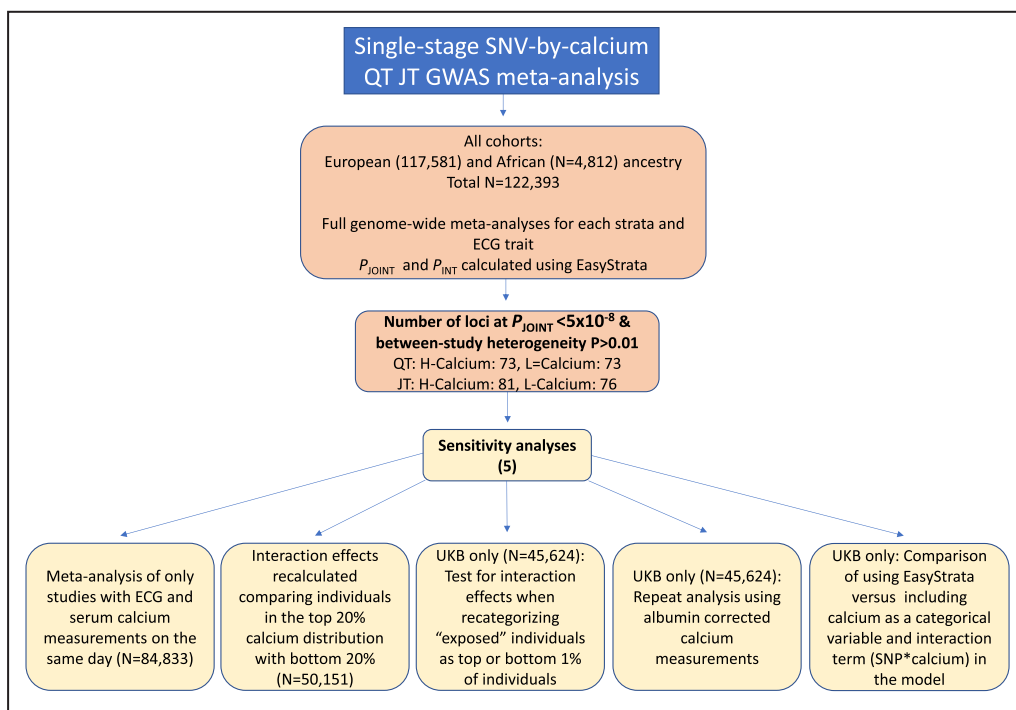 Single-stage SNV-by-calcium
QT JT GWAS meta-analysis
All cohorts:
European (117,581) and African (N=4,812) ancestry
Total N=122,393
Full genome-wide meta-analyses for each strata and
ECG trait
P_JOINT and P_INT calculated using EasyStrata
Number of loci at P_JOINT <5x10^-8 &
between-study heterogeneity P>0.01
QT: H-Calcium: 73, L=Calcium: 73
JT: H-Calcium: 81, L-Calcium: 76
Sensitivity analyses
(5)
Meta-analysis of only
studies with ECG and
serum calcium
measurements on the
same day (N=84,833)
Interaction effects
recalculated
comparing individuals
in the top 20%
calcium distribution
with bottom 20%
(N=50,151)
UKB only (N=45,624):
Test for interaction
effects when
recategorizing
“exposed” individuals
as top or bottom 1%
of individuals
UKB only (N=45,624):
Repeat analysis using
albumin corrected
calcium
measurements
UKB only: Comparison
of using EasyStrata
versus including
calcium as a categorical
variable and interaction
term (SNP*calcium) in
the model